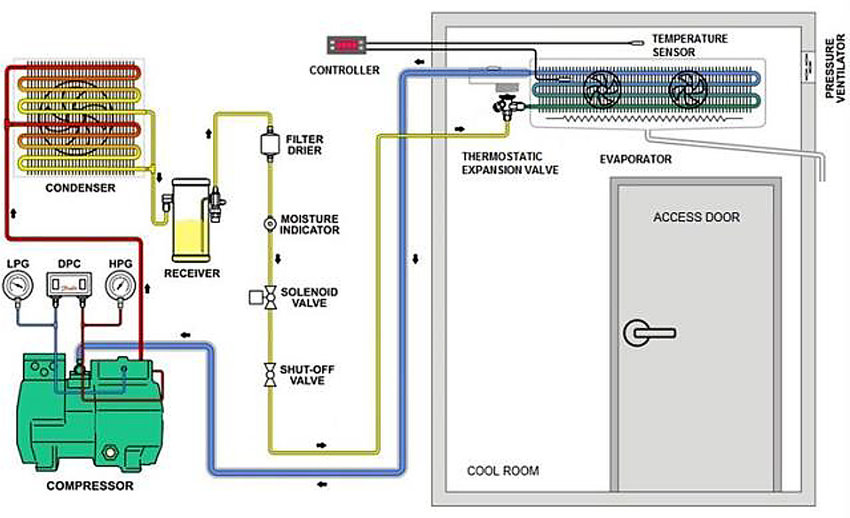 TEMPERATURE
SENSOR
CONTROLLER
PRESSURE
VENTILATOR
FILTER
DRIER
THERMOSTATIC
EXPANSION VALVE
EVAPORATOR
CONDENSER
MOISTURE
INDICATOR
ACCESS DOOR
RECEIVER
LPG
DPC
HPG
Danfoss
SOLENOID
VALVE
SHUT-OFF
VALVE
COOL ROOM
COMPRESSOR